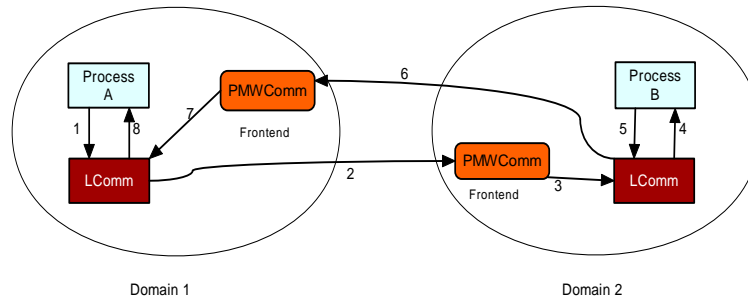 Process
A
1
8
LComm
7
PMWComm
Frontend
6
2
PMWComm
Frontend
3
Process
B
5
4
LComm
Domain 1
Domain 2